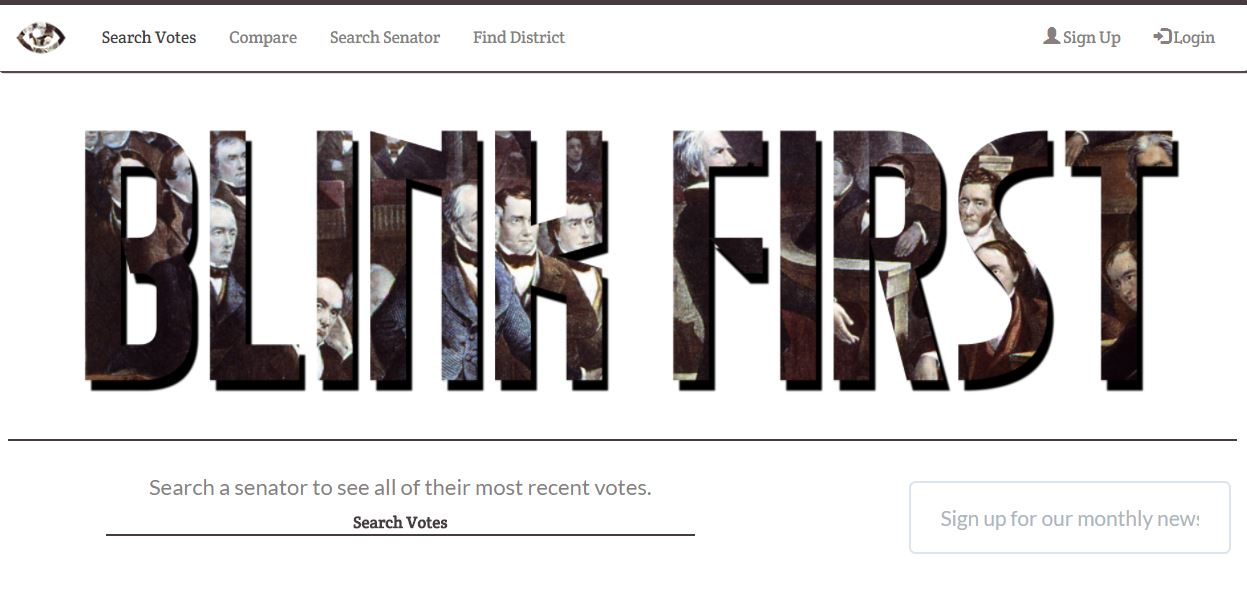 Search Votes Compare Search Senator Find District Sign Up Login
BLINK FIRST
Search a senator to see all of their most recent votes.
Search Votes
Sign up for our monthly news